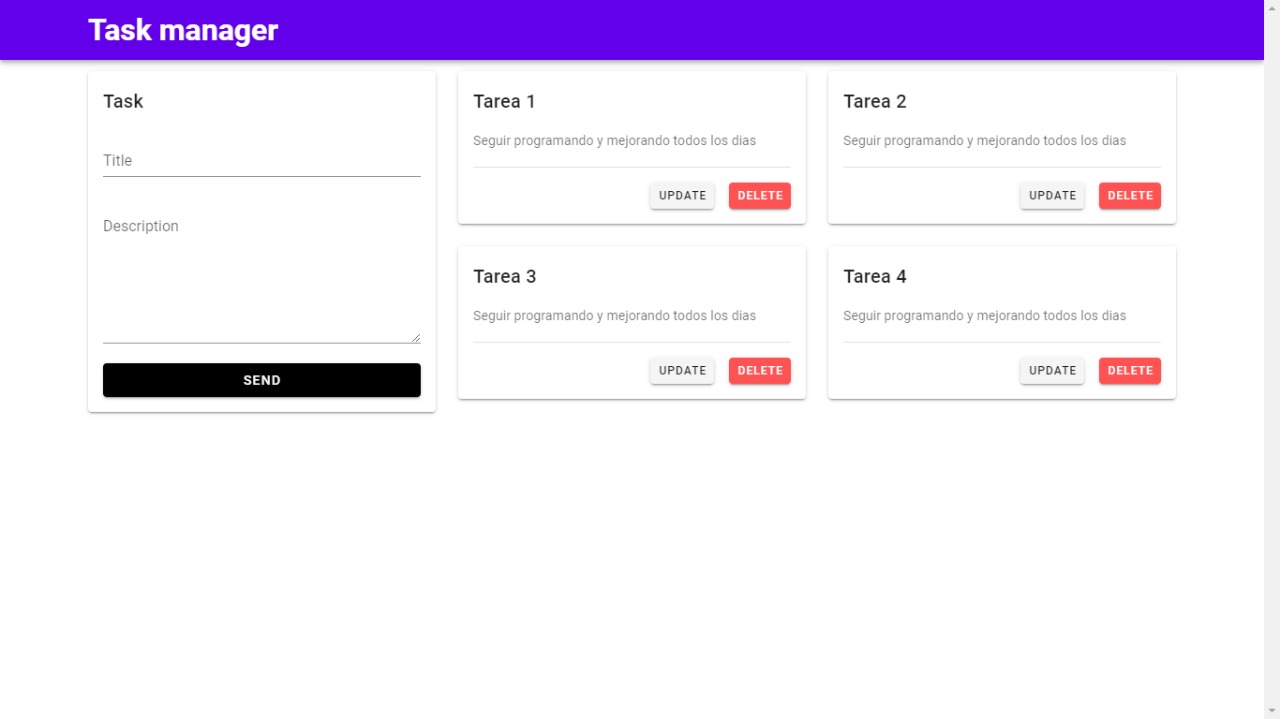 Task manager
Task
Title
Description
SEND
Tarea 1
Seguir programando y mejorando todos los dias
UPDATE DELETE
Tarea 2
Seguir programando y mejorando todos los dias
UPDATE DELETE
Tarea 3
Seguir programando y mejorando todos los dias
UPDATE DELETE
Tarea 4
Seguir programando y mejorando todos los dias
UPDATE DELETE